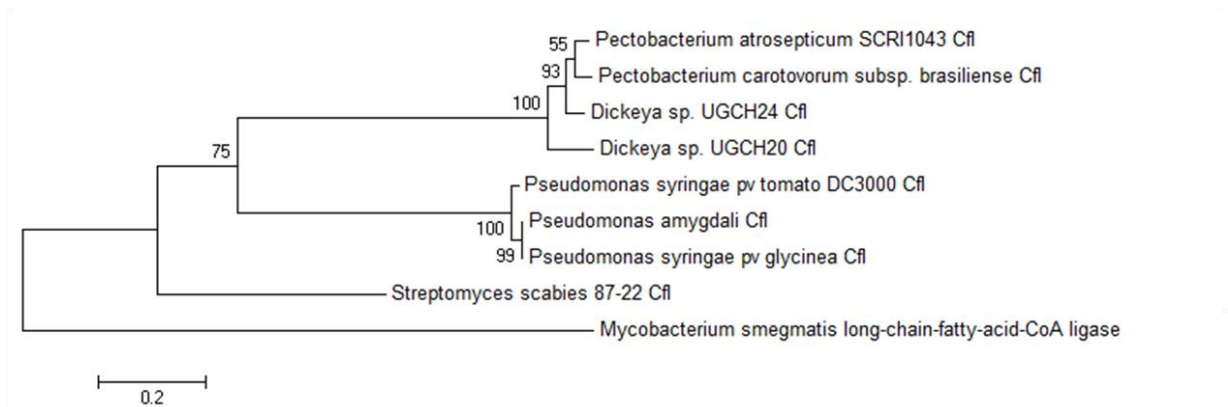 55
Pectobacterium atrosepticum SCRI1043 Cfl
93
Pectobacterium carotovorum subsp. brasiliense Cfl
100
Dickeya sp. UGCH24 Cfl
75
Dickeya sp. UGCH20 Cfl
Pseudomonas syringae pv tomato DC3000 Cfl
100
Pseudomonas amygdali Cfl
99
Pseudomonas syringae pv glycinea Cfl
Streptomyces scabies 87-22 Cfl
Mycobacterium smegmatis long-chain-fatty-acid-CoA ligase
0.2